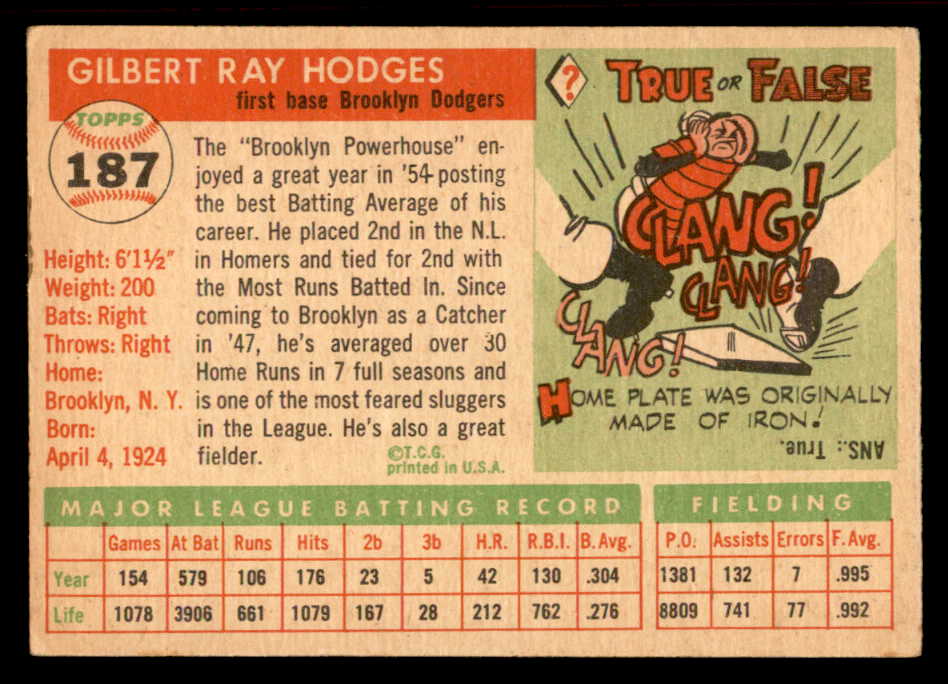 GILBERT RAY HODGES
first base Brooklyn Dodgers
TOPPS
187
The "Brooklyn Powerhouse" en-
joyed a great year in '54 posting
the best Batting Average of his
career. He placed 2nd in the N.L.
in Homers and tied for 2nd with
the Most Runs Batted In. Since
coming to Brooklyn as a Catcher
in '47, he's averaged over 30
Home Runs in 7 full seasons and
is one of the most feared sluggers
in the League. He's also a great
fielder.
©T.C.G.
printed in U.S.A.
Height: 6'1½"
Weight: 200
Bats: Right
Throws: Right
Home:
Brooklyn, N. Y.
Born:
April 4, 1924
? TRUE OR FALSE
CLANG!
CLANG!
CLANG!
HOME PLATE WAS ORIGINALLY
MADE OF IRON!
ANS.: True.
MAJOR LEAGUE BATTING RECORD
Games At Bat Runs Hits 2b 3b H.R. R.B.I. B. Avg.
Year 154 579 106 176 23 5 42 130 .304
Life 1078 3906 661 1079 167 28 212 762 .276
FIELDING
P.O. Assists Errors F. Avg.
1381 132 7 .995
8809 741 77 .992